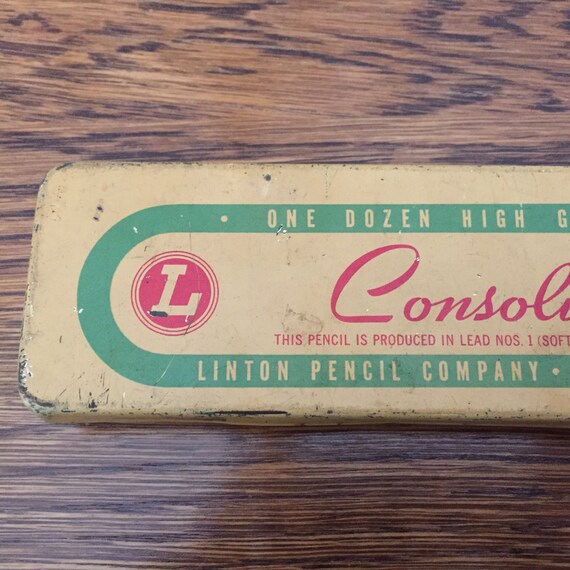 • ONE DOZEN HIGH G
L
Consoli
THIS PENCIL IS PRODUCED IN LEAD NOS. 1 (SOFT
LINTON PENCIL COMPANY •